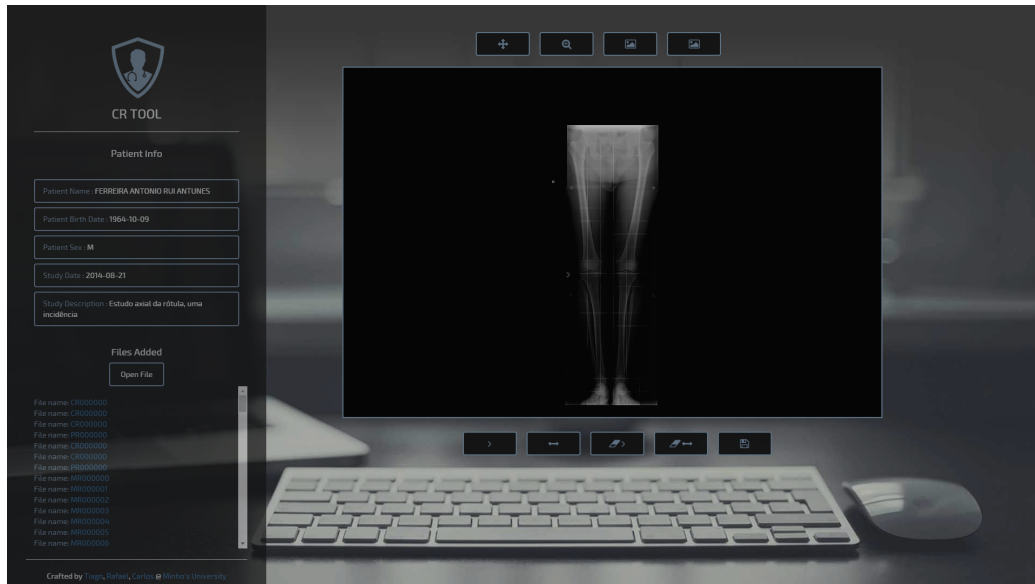 CR TOOL
Patient Info
Patient Name : FERREIRA ANTONIO RUI ANTUNES
Patient Birth Date : 1964-10-09
Patient Sex : M
Study Date : 2014-08-21
Study Description : Estudo axial da rótula, uma
incidência
Files Added
Open File
File name: CR000000
File name: CR000000
File name: CR000000
File name: PR000000
File name: CR000000
File name: CR000000
File name: PR000000
File name: MR000000
File name: MR000001
File name: MR000002
File name: MR000003
File name: MR000004
File name: MR000005
File name: MR000006
Crafted by Tiago, Rafael, Carlos @ Minho's University